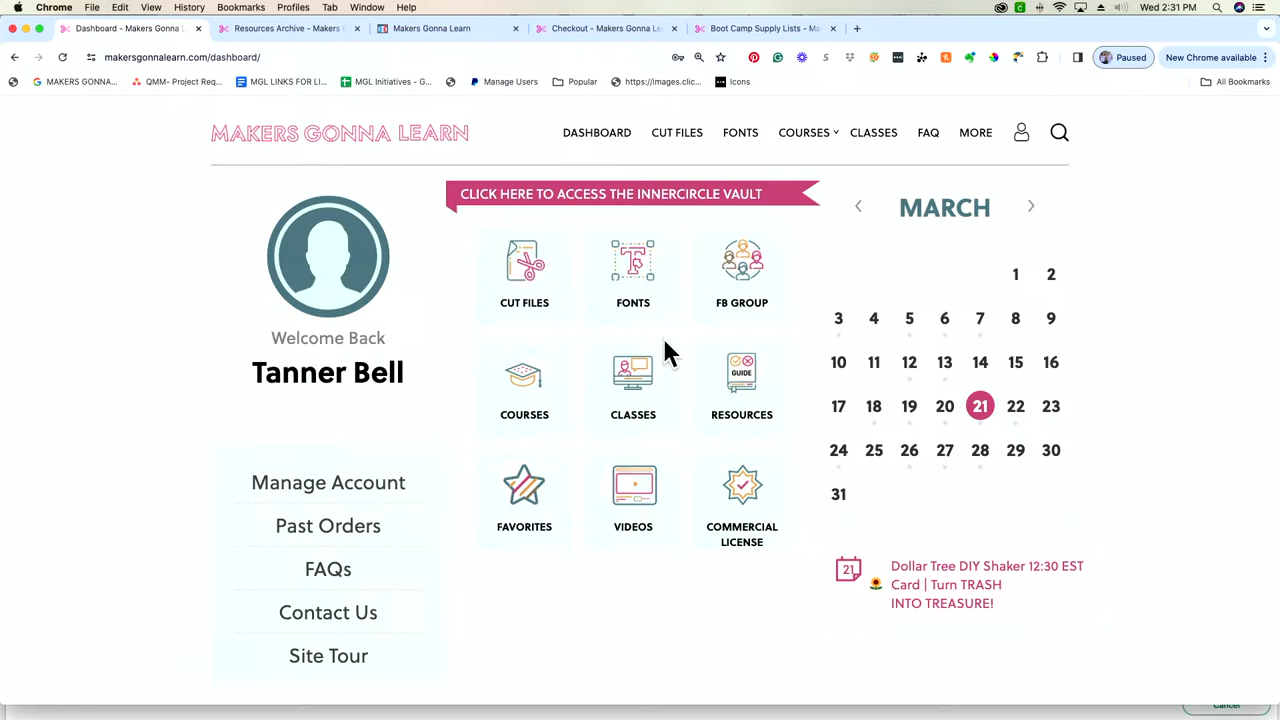 Chrome File Edit View History Bookmarks Profiles Tab Window Help Wed 2:31 PM
Dashboard - Makers Gonna L Resources Archive - Makers G Makers Gonna Learn Checkout - Makers Gonna Le Boot Camp Supply Lists - Ma
makersgonnalearn.com/dashboard/ Paused New Chrome available
MAKERS GONNA... QMM- Project Req... MGL LINKS FOR LI... MGL Initiatives - G... Manage Users Popular https://images.clic... Icons All Bookmarks
MAKERS GONNA LEARN
DASHBOARD CUT FILES FONTS COURSES CLASSES FAQ MORE
Welcome Back
Tanner Bell
Manage Account
Past Orders
FAQs
Contact Us
Site Tour
CLICK HERE TO ACCESS THE INNERCIRCLE VAULT
CUT FILES FONTS FB GROUP
GUIDE
COURSES CLASSES RESOURCES
FAVORITES VIDEOS COMMERCIAL
LICENSE
MARCH
1 2
3 4 5 6 7 8 9
10 11 12 13 14 15 16
17 18 19 20 21 22 23
24 25 26 27 28 29 30
31
21 Dollar Tree DIY Shaker 12:30 EST
Card | Turn TRASH
INTO TREASURE!
Cancel